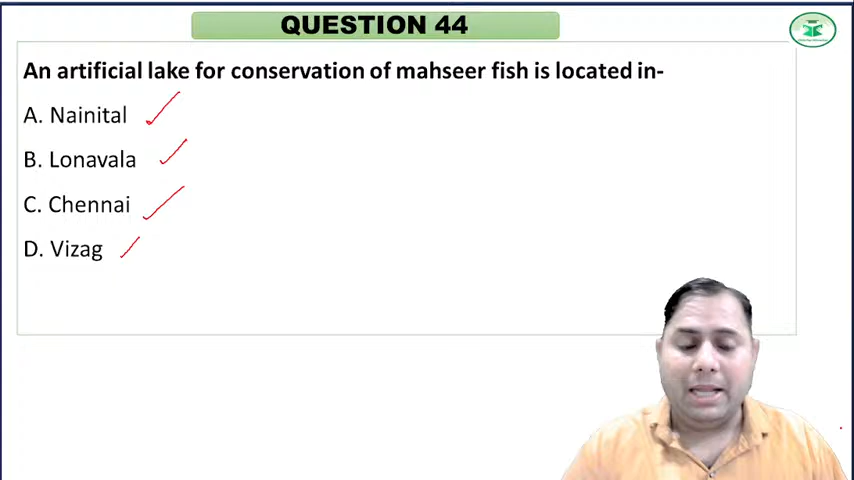 QUESTION 44
An artificial lake for conservation of mahseer fish is located in-
A. Nainital
B. Lonavala
C. Chennai
D. Vizag